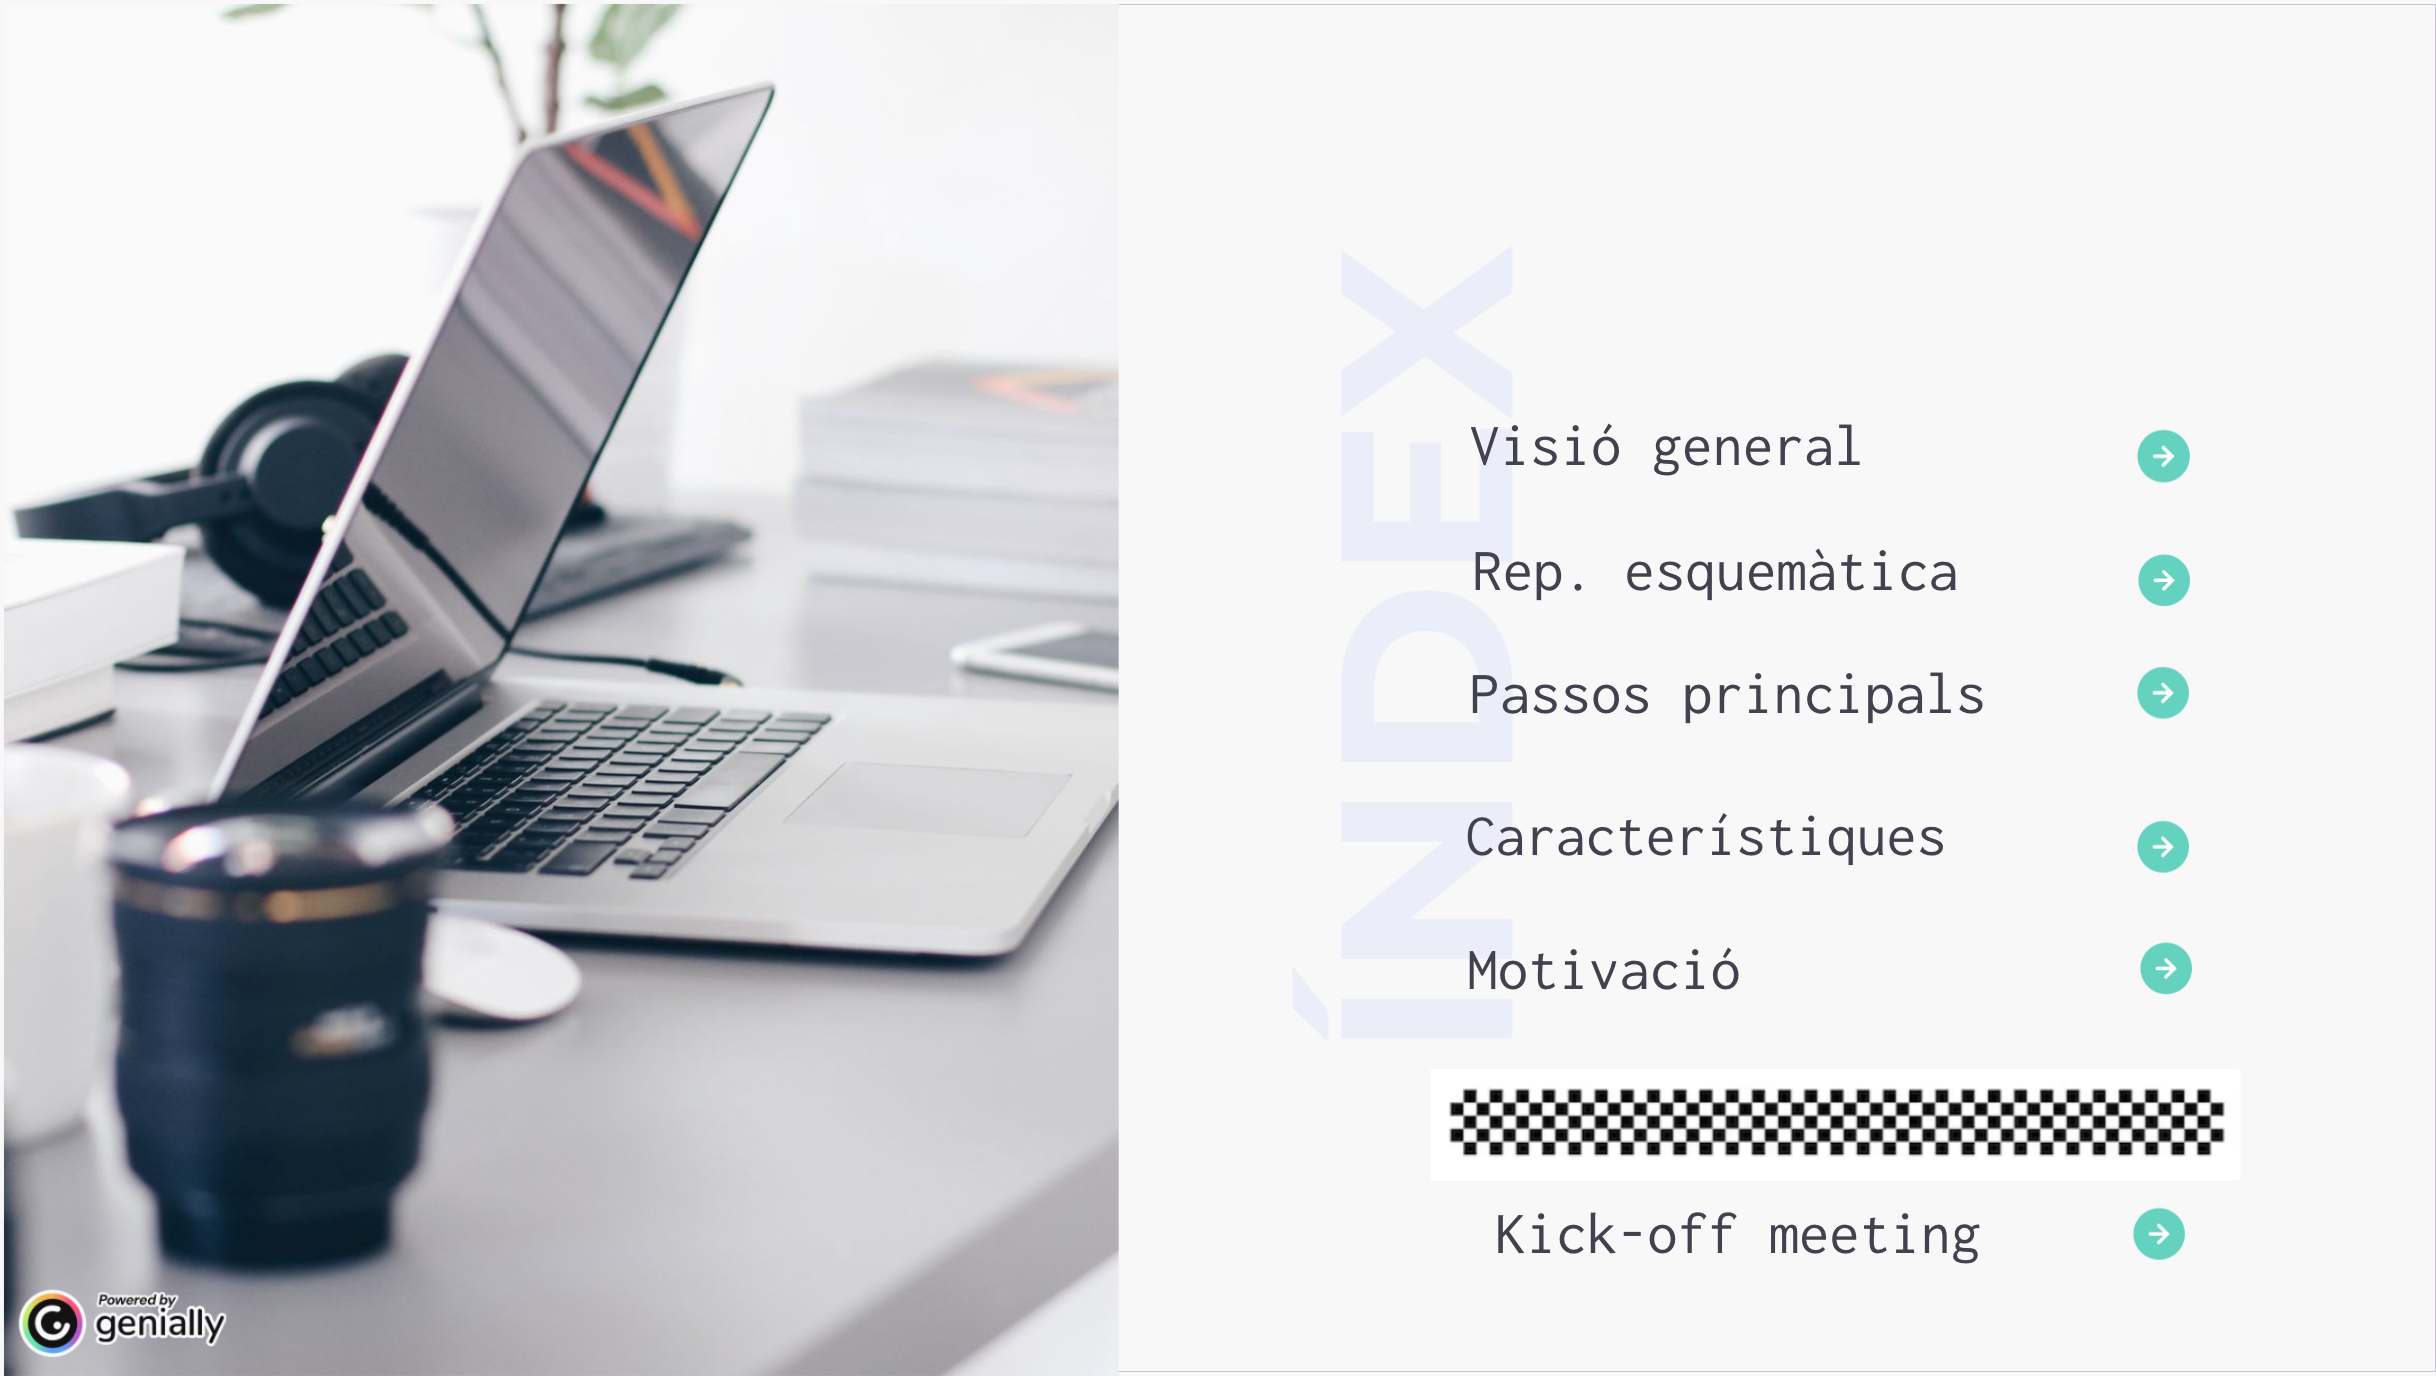 ÍNDEX
Visió general
Rep. esquemàtica
Passos principals
Característiques
Motivació
Kick-off meeting
Powered by
genially